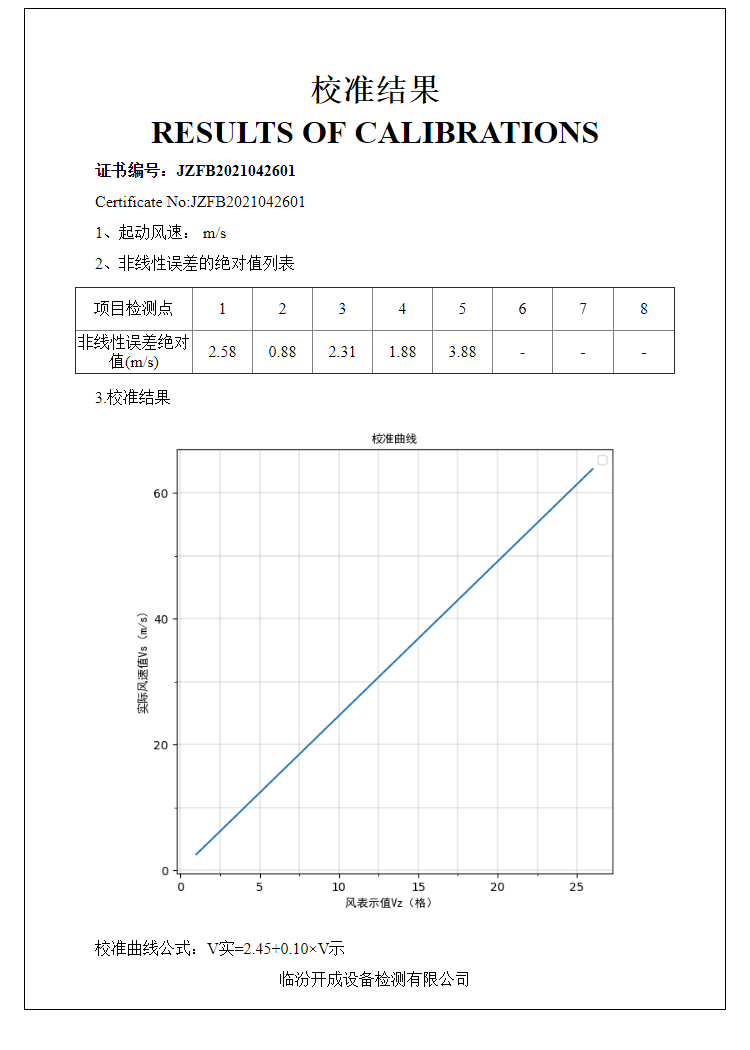 校准结果
RESULTS OF CALIBRATIONS
证书编号：JZFB2021042601
Certificate No:JZFB2021042601
1、起动风速： m/s
2、非线性误差的绝对值列表
项目检测点 1 2 3 4 5 6 7 8
非线性误差绝对值(m/s) 2.58 0.88 2.31 1.88 3.88 - - -
3.校准结果
校准曲线
60
40
20
0
实际风速值Vs（m/s）
0 5 10 15 20 25
风表示值Vz（格）
校准曲线公式：V实=2.45+0.10×V示
临汾开成设备检测有限公司